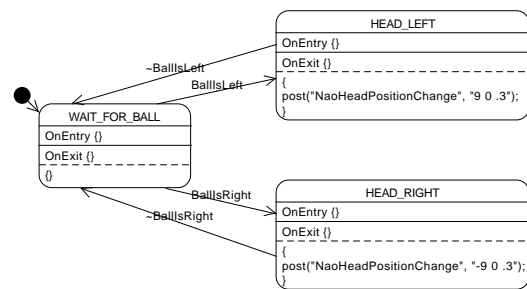 HEAD_LEFT
OnEntry {}
OnExit {}
{
post("NaoHeadPositionChange", "9 0 .3");
}
~BallIsLeft
BallIsLeft
WAIT_FOR_BALL
OnEntry {}
OnExit {}
{}
BallIsRight
~BallIsRight
HEAD_RIGHT
OnEntry {}
OnExit {}
{
post("NaoHeadPositionChange", "-9 0 .3");
}